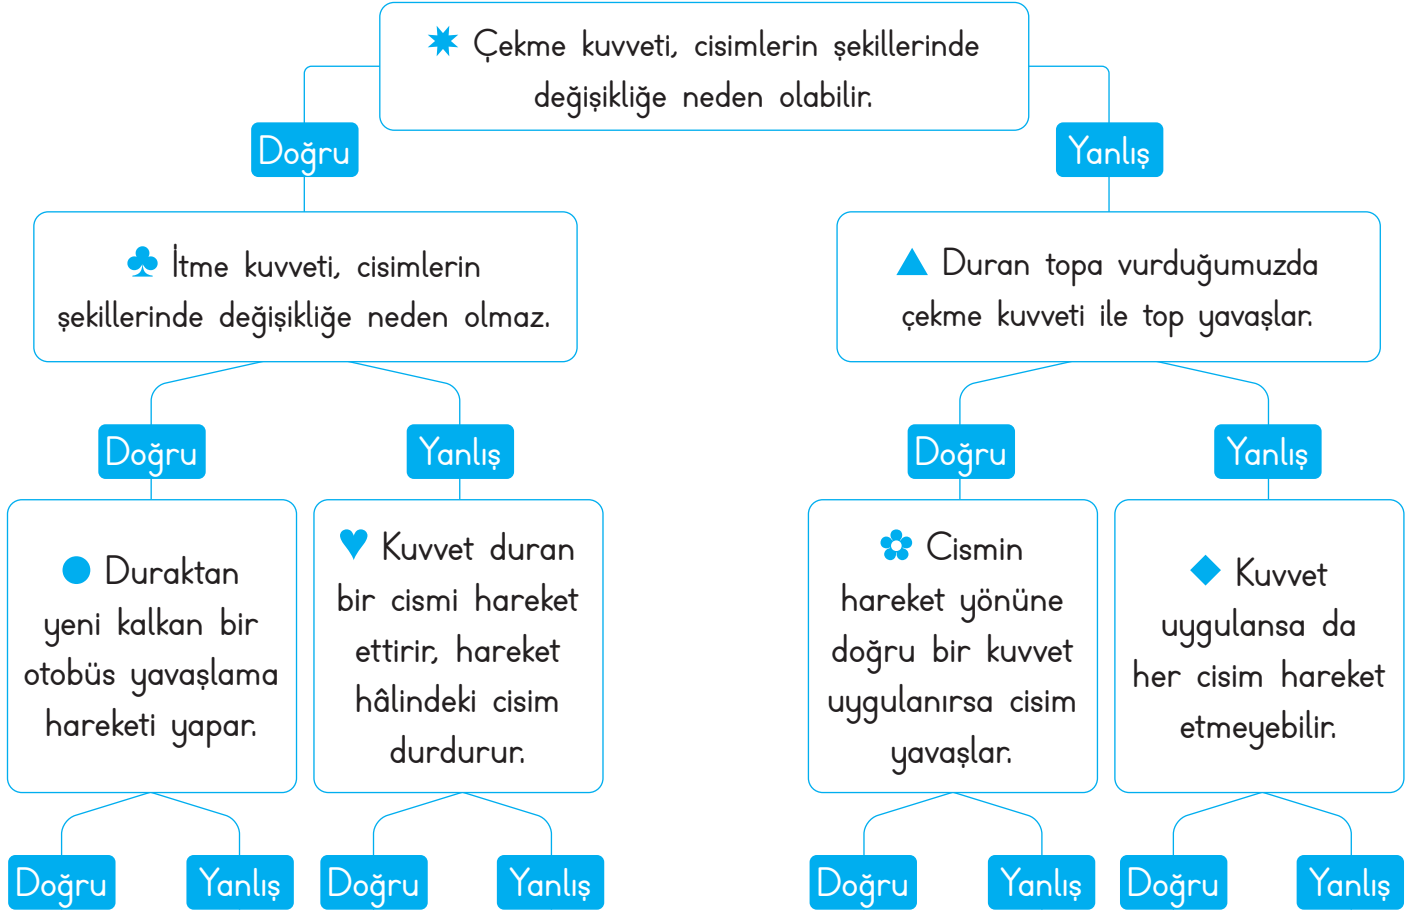 Çekme kuvveti, cisimlerin şekillerinde
değişikliğe neden olabilir.
Doğru
Yanlış
İtme kuvveti, cisimlerin
şekillerinde değişikliğe neden olmaz.
Duran topa vurduğumuzda
çekme kuvveti ile top yavaşlar.
Doğru
Yanlış
Doğru
Yanlış
Duraktan
yeni kalkan bir
otobüs yavaşlama
hareketi yapar.
Kuvvet duran
bir cismi hareket
ettirir, hareket
hâlindeki cisim
durdurur.
Cismin
hareket yönüne
doğru bir kuvvet
uygulanırsa cisim
yavaşlar.
Kuvvet
uygulansa da
her cisim hareket
etmeyebilir.
Doğru
Yanlış
Doğru
Yanlış
Doğru
Yanlış
Doğru
Yanlış